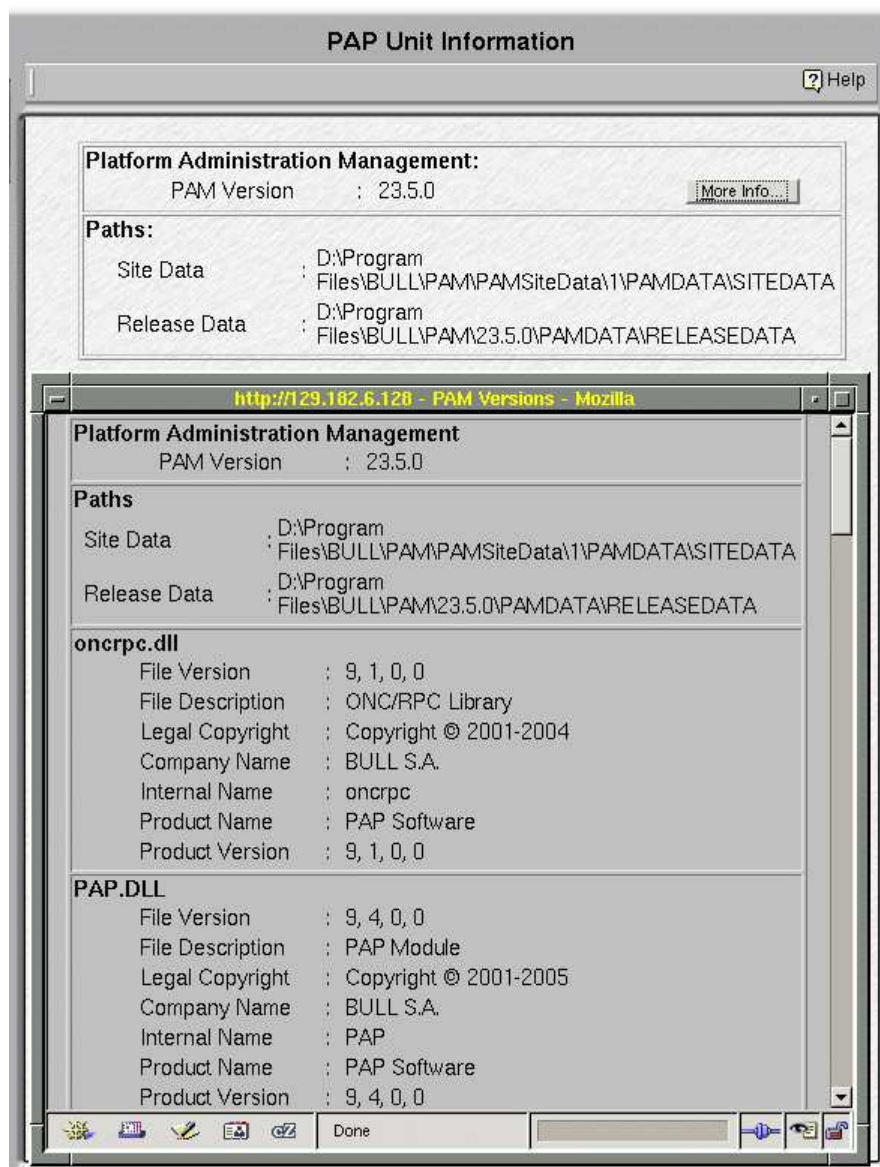 PAP Unit Information
Help
Platform Administration Management:
PAM Version : 23.5.0
More Info...
Paths:
Site Data : D:\Program
Files\BULL\PAM\PAMSiteData\1\PAMDATA\SITEDATA
Release Data : D:\Program
Files\BULL\PAM\23.5.0\PAMDATA\RELEASEDATA
http://129.182.6.128 - PAM Versions - Mozilla
Platform Administration Management
PAM Version : 23.5.0
Paths
Site Data : D:\Program
Files\BULL\PAM\PAMSiteData\1\PAMDATA\SITEDATA
Release Data : D:\Program
Files\BULL\PAM\23.5.0\PAMDATA\RELEASEDATA
oncrpc.dll
File Version : 9, 1, 0, 0
File Description : ONC/RPC Library
Legal Copyright : Copyright © 2001-2004
Company Name : BULL S.A.
Internal Name : oncrpc
Product Name : PAP Software
Product Version : 9, 1, 0, 0
PAP.DLL
File Version : 9, 4, 0, 0
File Description : PAP Module
Legal Copyright : Copyright © 2001-2005
Company Name : BULL S.A.
Internal Name : PAP
Product Name : PAP Software
Product Version : 9, 4, 0, 0
Done